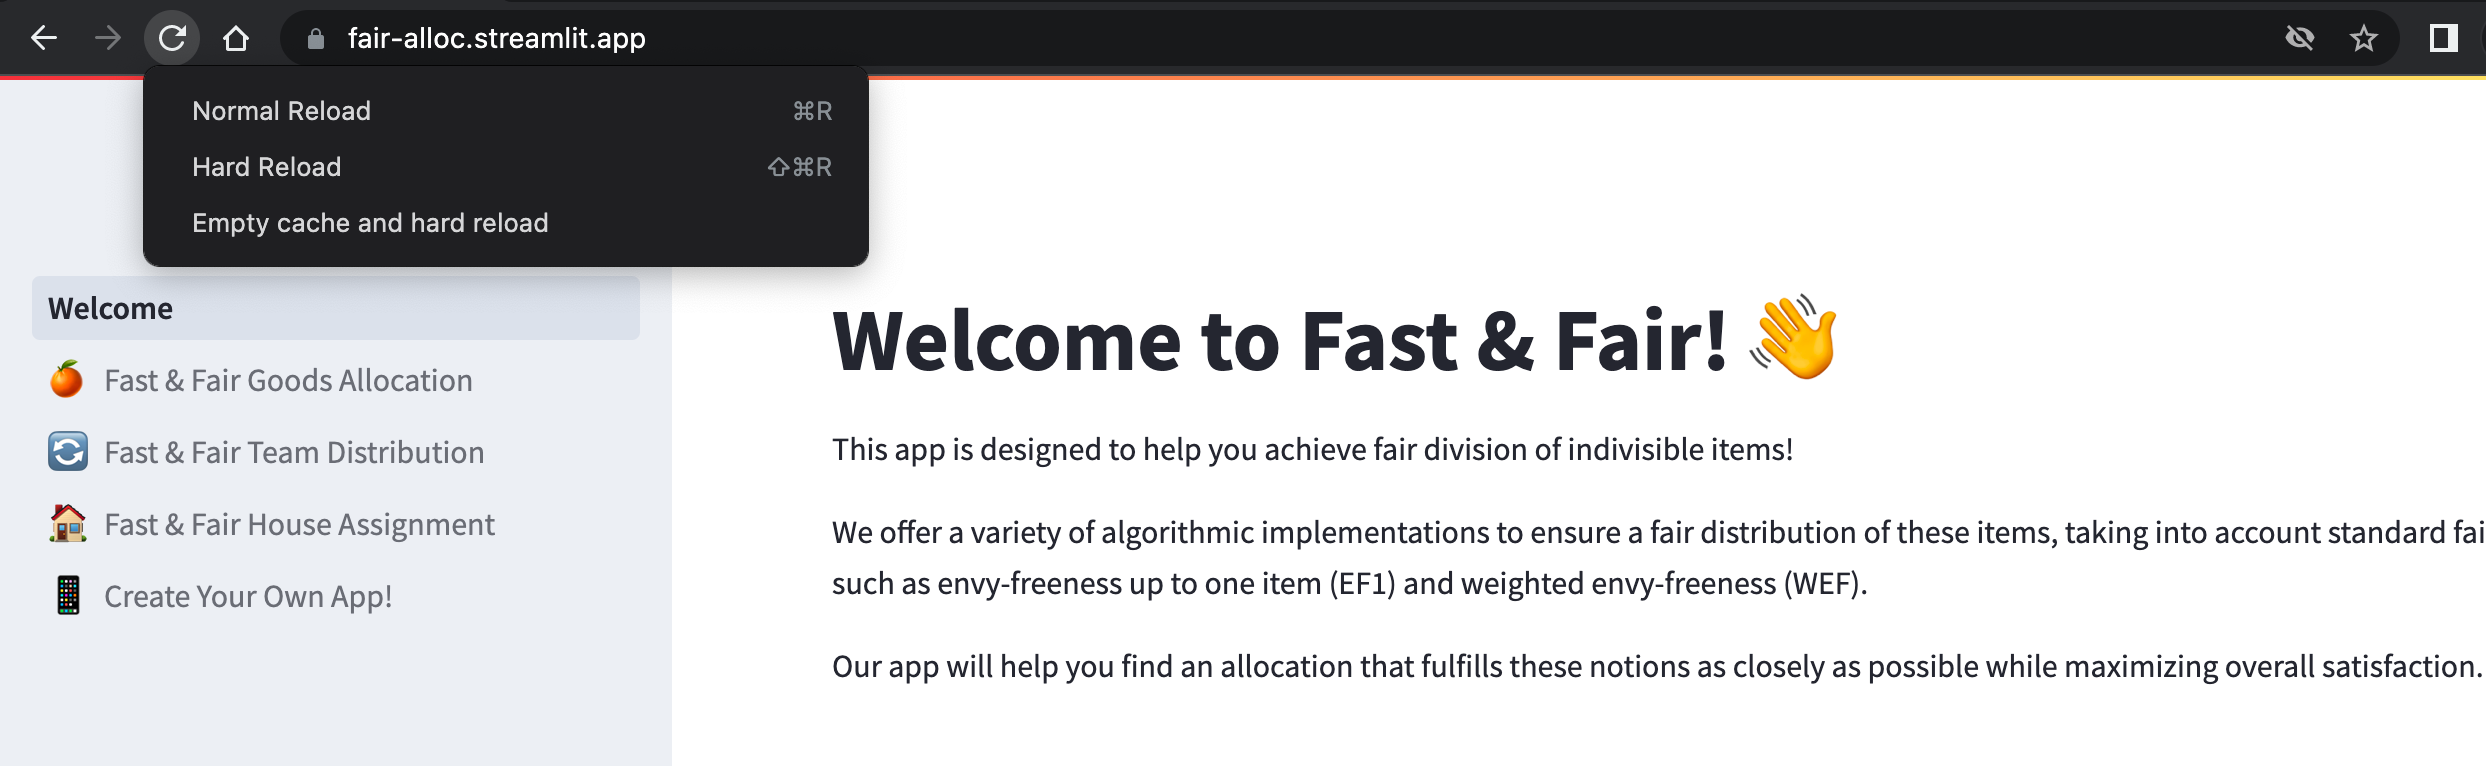 fair-alloc.streamlit.app
Normal Reload ⌘R
Hard Reload ⇧⌘R
Empty cache and hard reload
Welcome
Fast & Fair Goods Allocation
Fast & Fair Team Distribution
Fast & Fair House Assignment
Create Your Own App!
Welcome to Fast & Fair! 👋
This app is designed to help you achieve fair division of indivisible items!
We offer a variety of algorithmic implementations to ensure a fair distribution of these items, taking into account standard fai
such as envy-freeness up to one item (EF1) and weighted envy-freeness (WEF).
Our app will help you find an allocation that fulfills these notions as closely as possible while maximizing overall satisfaction.